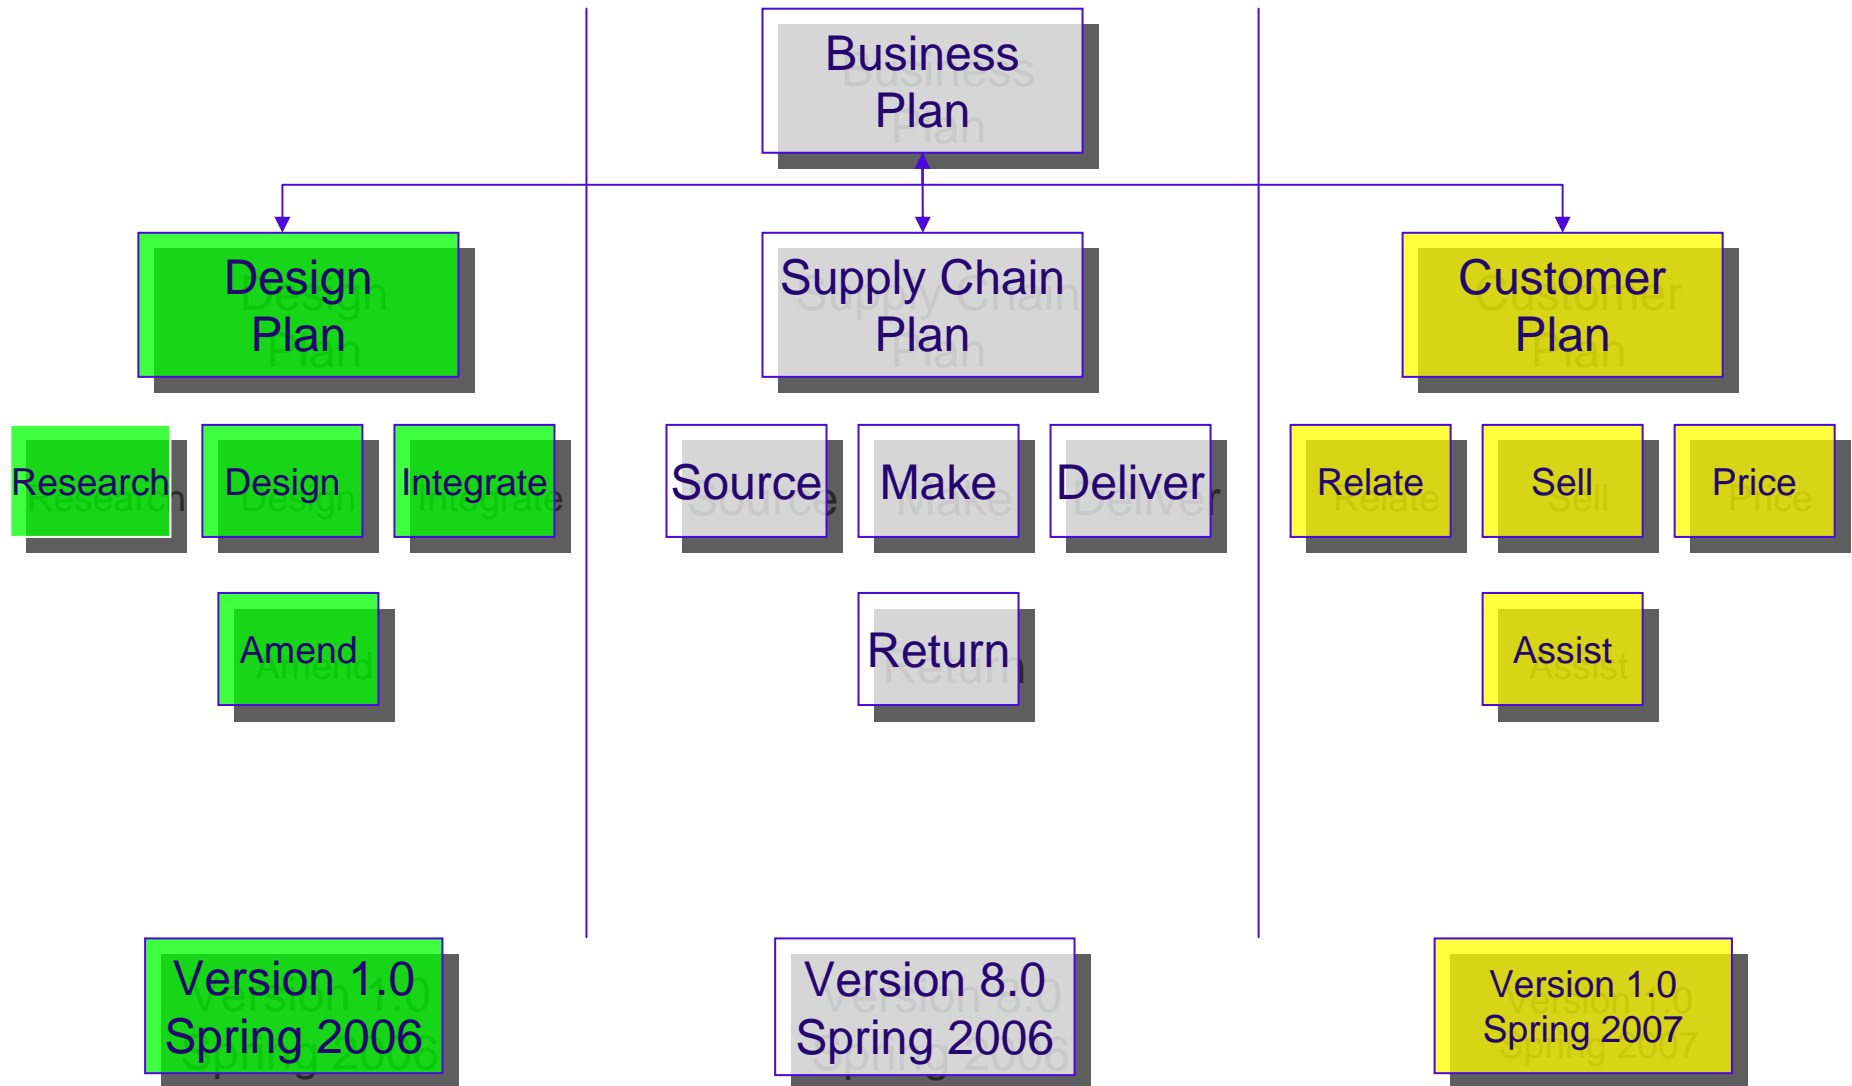 Business
Plan
Design
Plan
Supply Chain
Plan
Customer
Plan
Research
Design
Integrate
Source
Make
Deliver
Relate
Sell
Price
Amend
Return
Assist
Version 1.0
Spring 2006
Version 8.0
Spring 2006
Version 1.0
Spring 2007